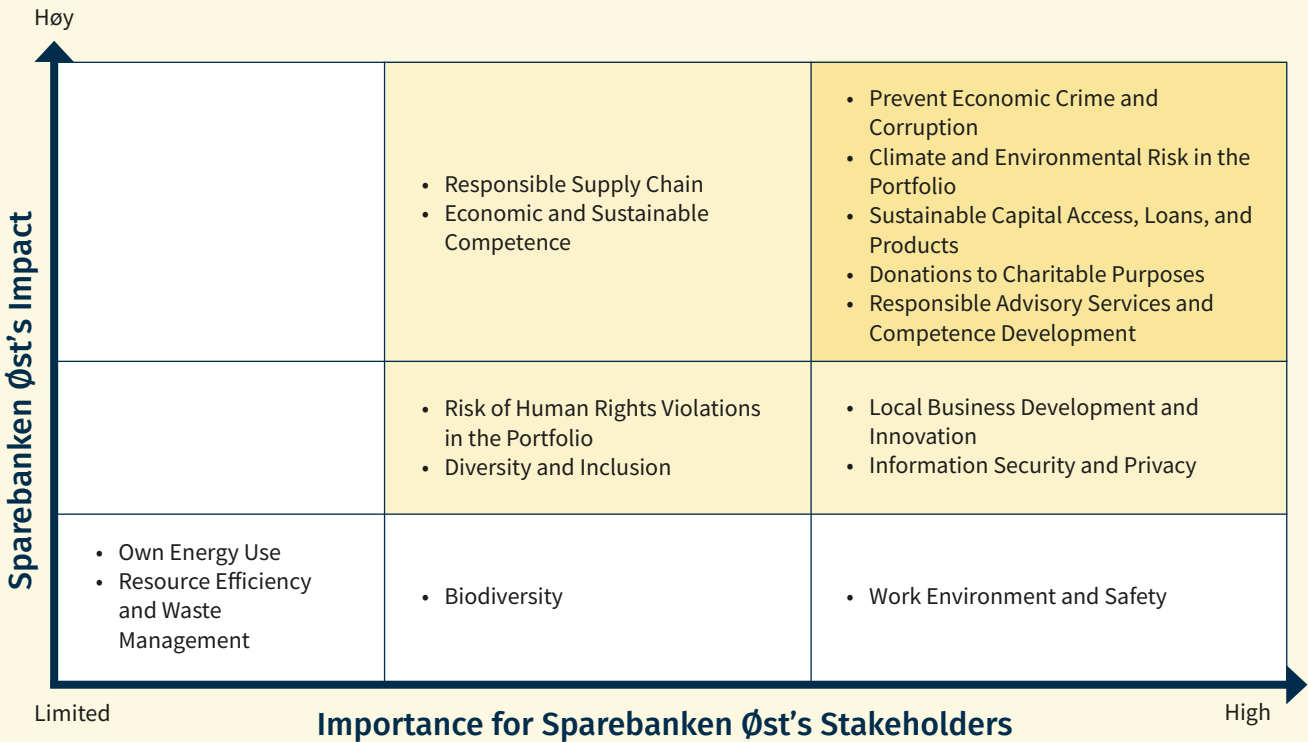 Høy
Sparebanken Øst's Impact
• Responsible Supply Chain
• Economic and Sustainable
Competence
• Prevent Economic Crime and
Corruption
• Climate and Environmental Risk in the
Portfolio
• Sustainable Capital Access, Loans, and
Products
• Donations to Charitable Purposes
• Responsible Advisory Services and
Competence Development
• Risk of Human Rights Violations
in the Portfolio
• Diversity and Inclusion
• Local Business Development and
Innovation
• Information Security and Privacy
• Own Energy Use
• Resource Efficiency
and Waste
Management
• Biodiversity
• Work Environment and Safety
Limited
Importance for Sparebanken Øst's Stakeholders
High